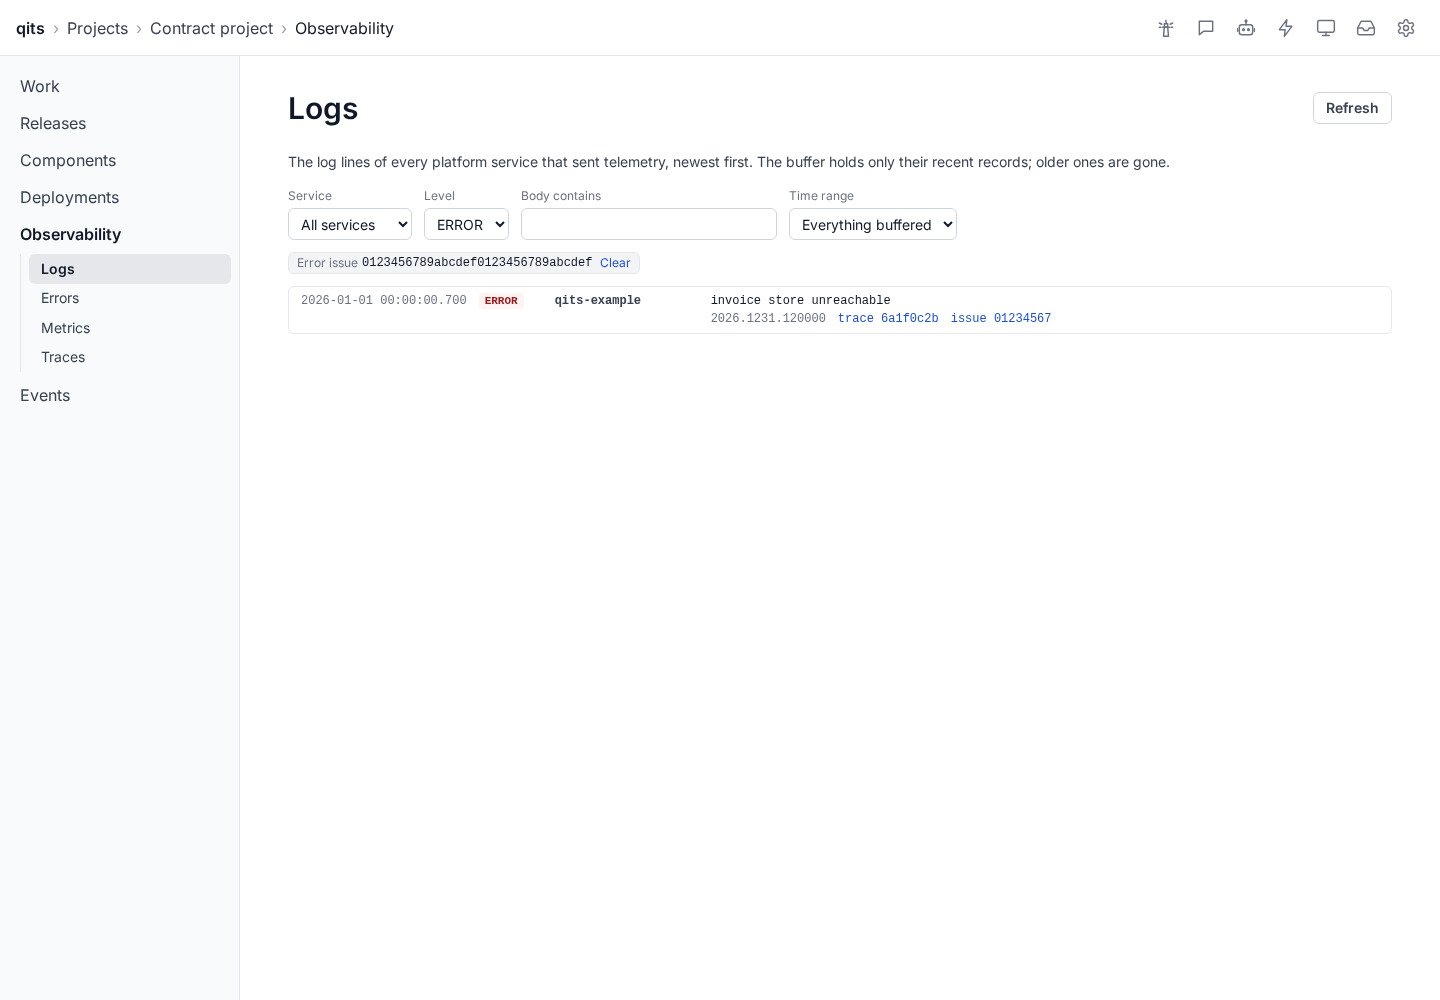 qits › Projects › Contract project › Observability
Work
Releases
Components
Deployments
Observability
Logs
Errors
Metrics
Traces
Events
Logs
Refresh
The log lines of every platform service that sent telemetry, newest first. The buffer holds only their recent records; older ones are gone.
Service Level Body contains Time range
All services ERROR Everything buffered
Error issue 0123456789abcdef0123456789abcdef Clear
2026-01-01 00:00:00.700 ERROR qits-example invoice store unreachable
2026.1231.120000 trace 6a1f0c2b issue 01234567